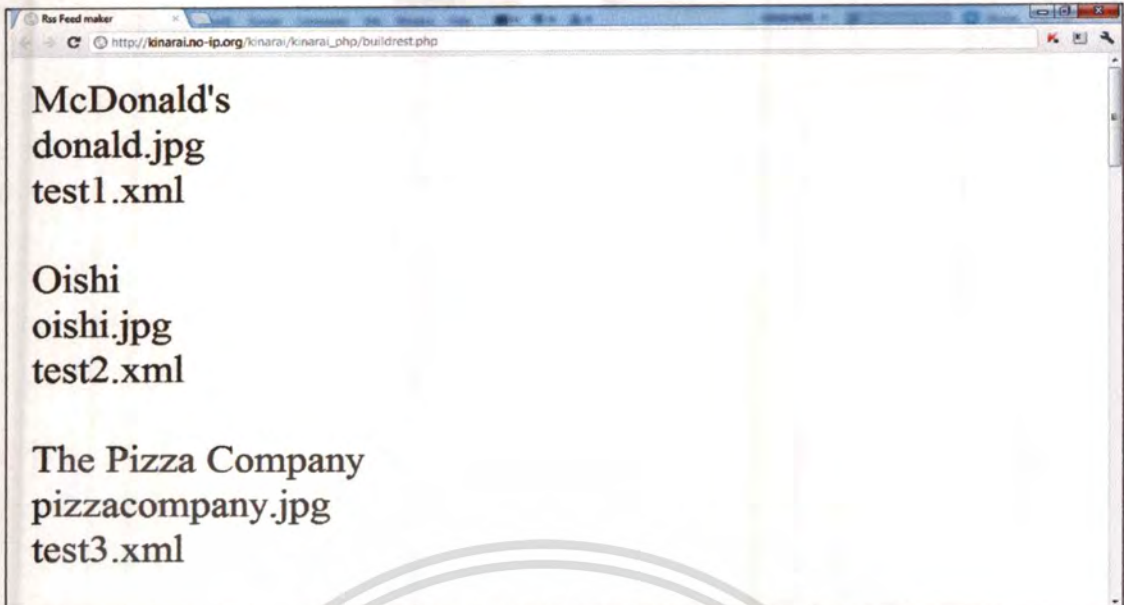 Rss Feed maker
http://kinarai.no-ip.org/kinarai/kinarai_php/buildrest.php
McDonald's
donald.jpg
test1.xml
Oishi
oishi.jpg
test2.xml
The Pizza Company
pizzacompany.jpg
test3.xml